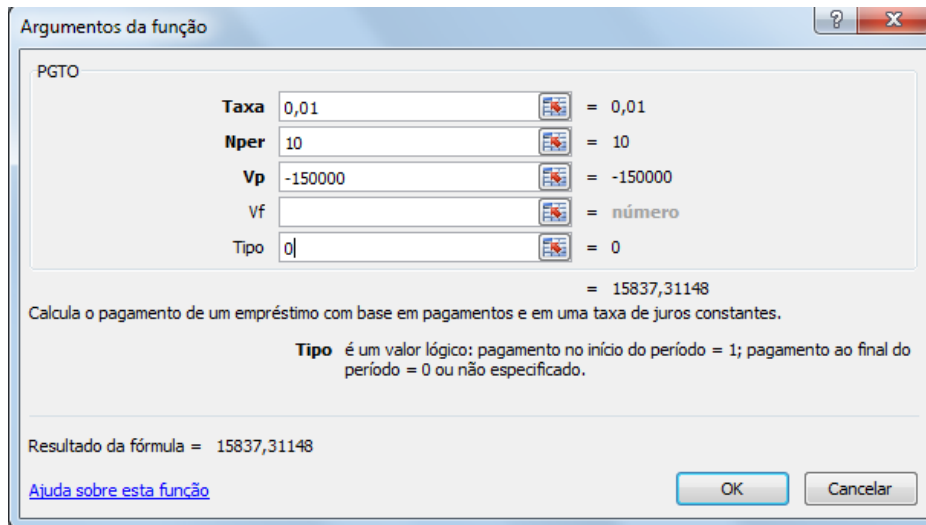 Argumentos da função
PGTO
Taxa 0,01 = 0,01
Nper 10 = 10
Vp -150000 = -150000
Vf = número
Tipo 0 = 0
= 15837,31148
Calcula o pagamento de um empréstimo com base em pagamentos e em uma taxa de juros constantes.
Tipo é um valor lógico: pagamento no início do período = 1; pagamento ao final do
período = 0 ou não especificado.
Resultado da fórmula = 15837,31148
Ajuda sobre esta função OK Cancelar